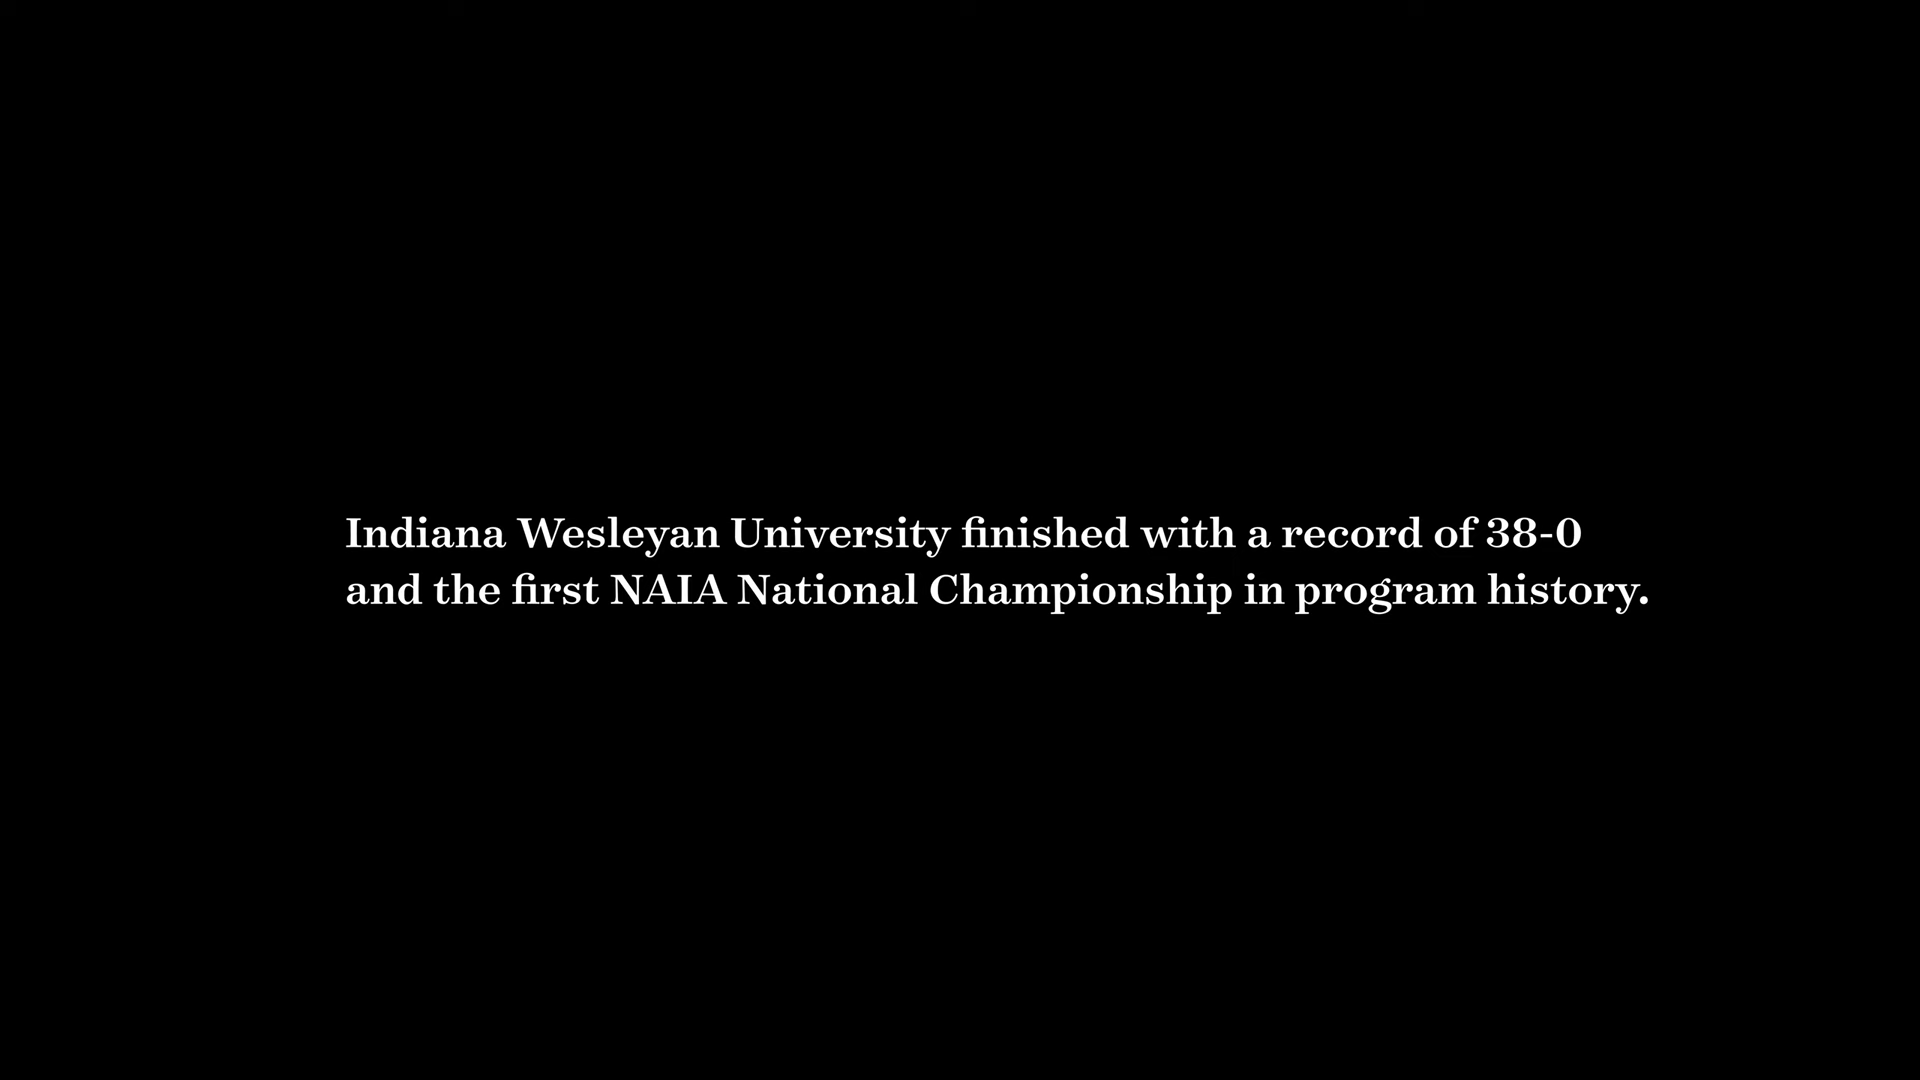 Indiana Wesleyan University finished with a record of 38-0
and the first NAIA National Championship in program history.